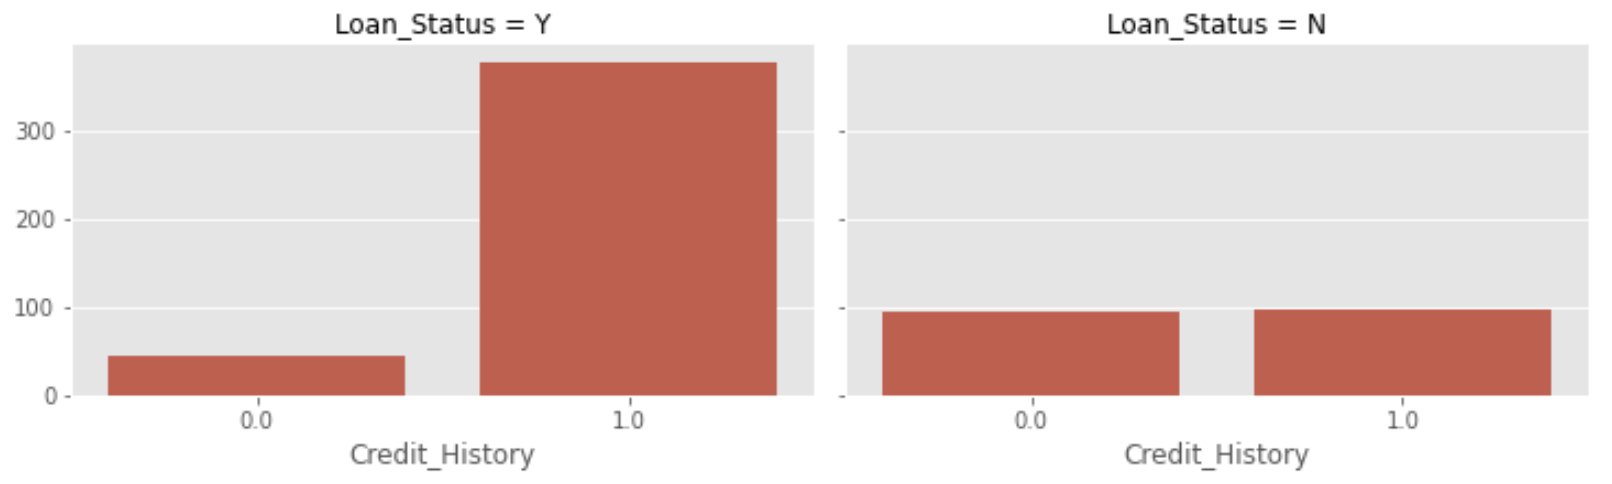 Loan_Status = Y
300
200
100
0
0.0 1.0
Credit_History
Loan_Status = N
0.0 1.0
Credit_History